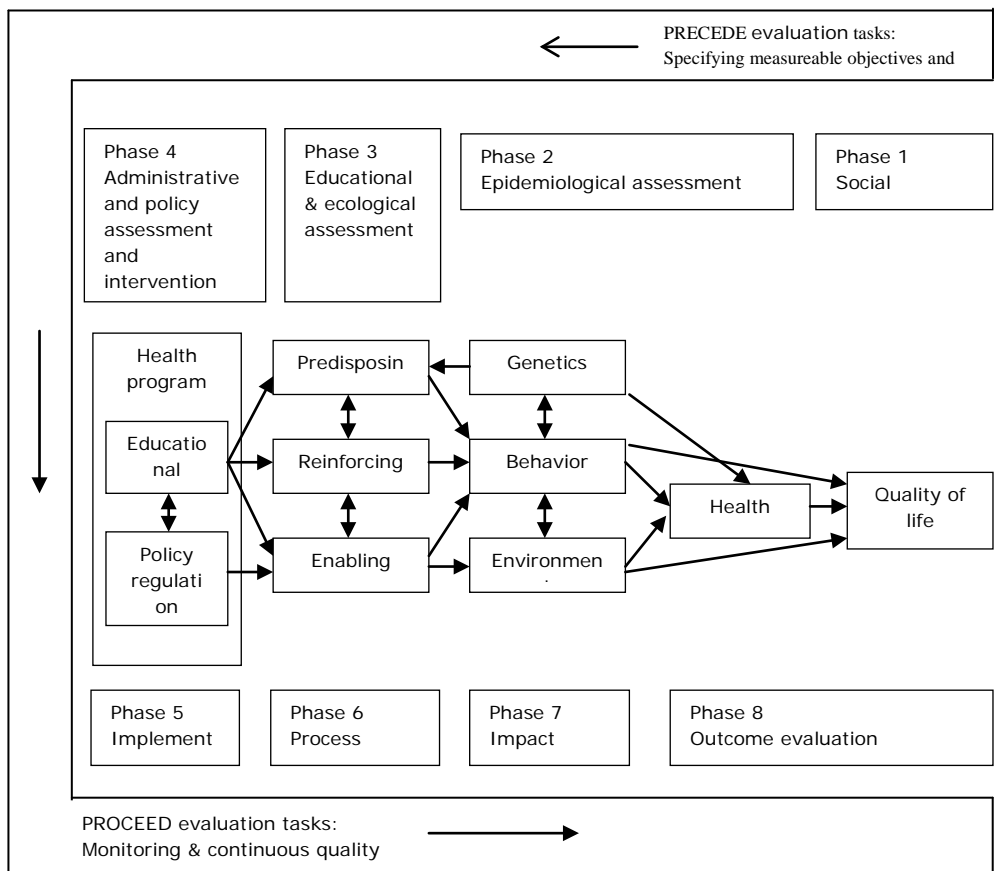 PRECEDE evaluation tasks:
Specifying measureable objectives and
Phase 4
Administrative
and policy
assessment
and
intervention
Phase 3
Educational
& ecological
assessment
Phase 2
Epidemiological assessment
Phase 1
Social
Health
program
Educatio
nal
Policy
regulati
on
Predisposin
Reinforcing
Enabling
Genetics
Behavior
Environmen
Health
Quality of
life
Phase 5
Implement
Phase 6
Process
Phase 7
Impact
Phase 8
Outcome evaluation
PROCEED evaluation tasks:
Monitoring & continuous quality